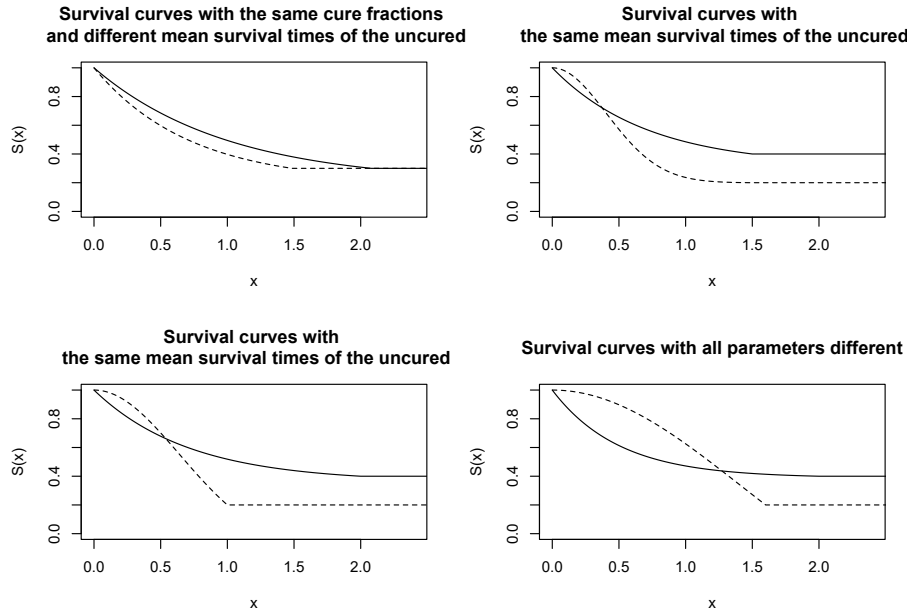 Survival curves with the same cure fractions
and different mean survival times of the uncured
S(x)
0.0 0.4 0.8
0.0 0.5 1.0 1.5 2.0
x
Survival curves with
the same mean survival times of the uncured
S(x)
0.0 0.4 0.8
0.0 0.5 1.0 1.5 2.0
x
Survival curves with
the same mean survival times of the uncured
S(x)
0.0 0.4 0.8
0.0 0.5 1.0 1.5 2.0
x
Survival curves with all parameters different
S(x)
0.0 0.4 0.8
0.0 0.5 1.0 1.5 2.0
x